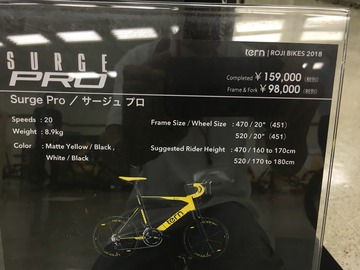 SURGE
PRO
tern | ROJI BIKES 2018
Completed ¥159,000 (税別)
Frame & Fork ¥98,000 (税別)
Surge Pro / サージュ プロ
Speeds : 20
Weight : 8.9kg
Color : Matte Yellow / Black ,
White / Black
Frame Size / Wheel Size : 470 / 20" (451)
520 / 20" (451)
Suggested Rider Height : 470 / 160 to 170cm
520 / 170 to 180cm
tern